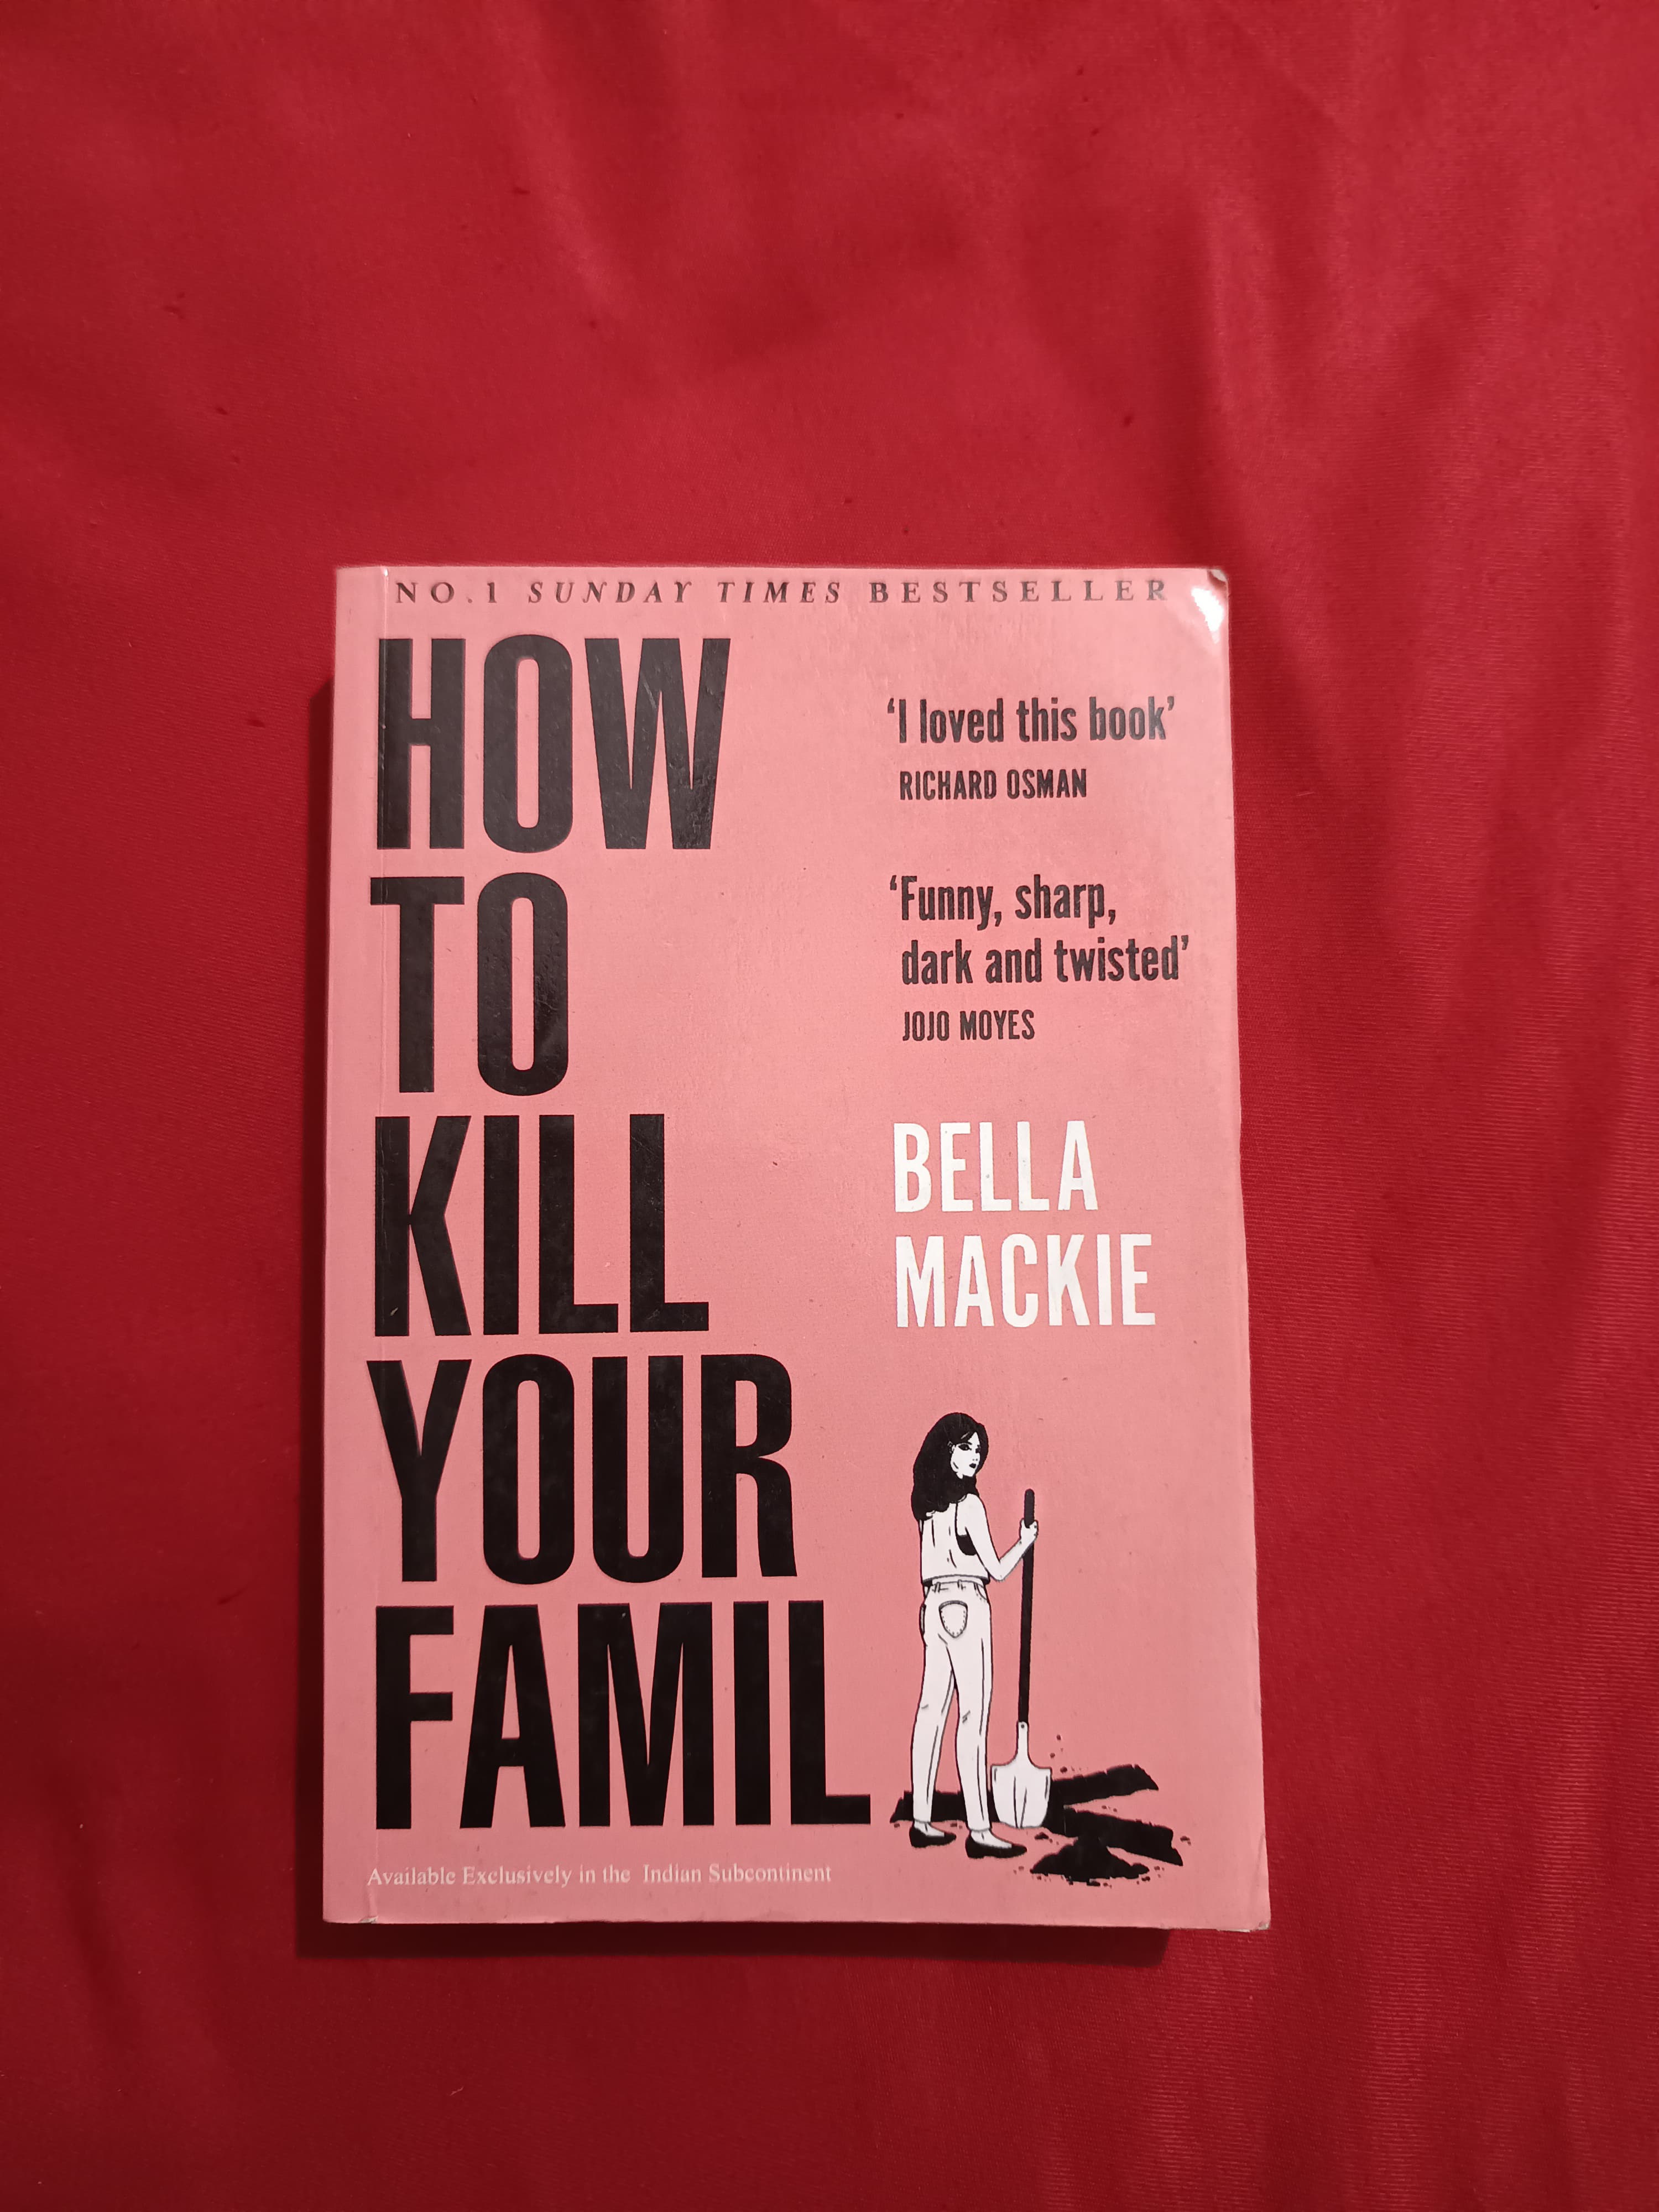 NO.1 SUNDAY TIMES BESTSELLER
HOW
TO
KILL
YOUR
FAMIL
‘I loved this book’
RICHARD OSMAN
‘Funny, sharp,
dark and twisted’
JOJO MOYES
BELLA
MACKIE
Available Exclusively in the Indian Subcontinent